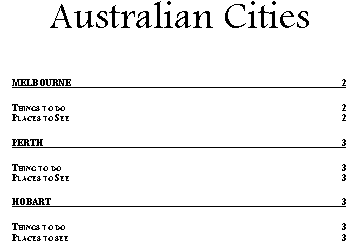 Australian Cities
MELBOURNE 2
THINGS TO DO 2
PLACES TO SEE 2
PERTH 3
THING TO DO 3
PLACES TO SEE 3
HOBART 3
THINGS TO DO 3
PLACES TO SEE 3